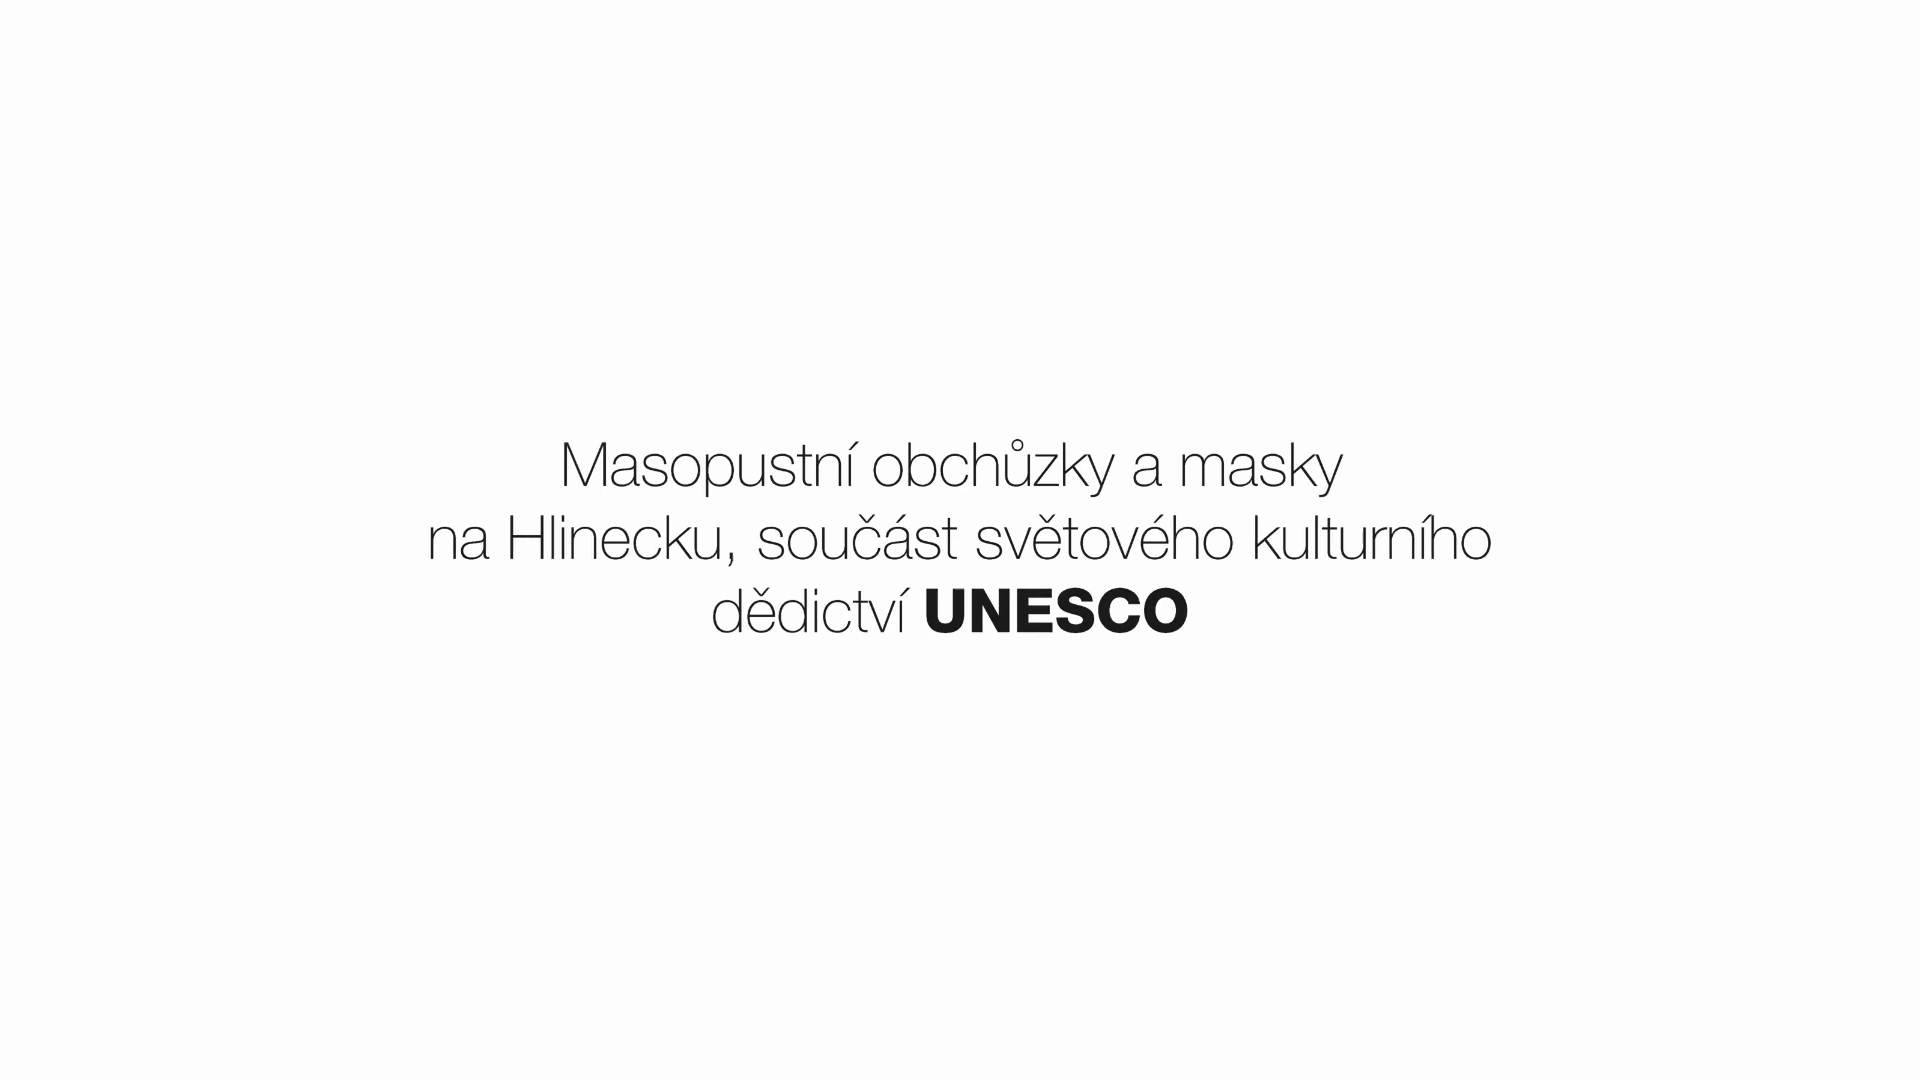 Masopustní obchůzky a masky
na Hlinecku, součást světového kulturního
dědictví UNESCO